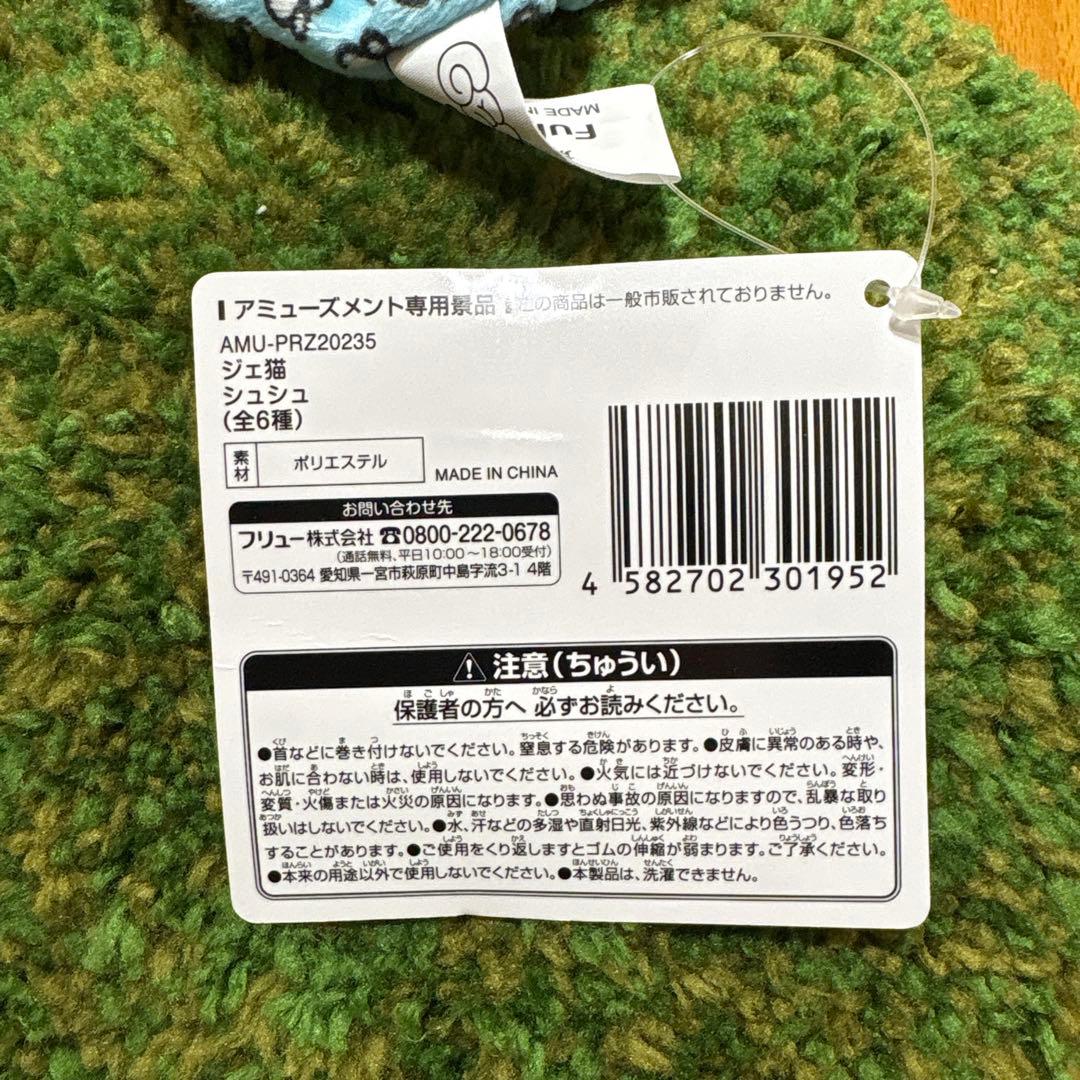 MADE IN
Fu
アミューズメント専用景品 この商品は一般市販されておりません。
AMU-PRZ20235
ジェ猫
シュシュ
(全6種)
素材 ポリエステル
MADE IN CHINA
お問い合わせ先
フリュー株式会社 ☎0800-222-0678
(通話無料、平日10:00~18:00受付)
〒491-0364 愛知県一宮市萩原町中島字流3-1 4階
4 582702 301952
注意(ちゅうい)
保護者の方へ 必ずお読みください。
●首などに巻き付けないでください。窒息する危険があります。●皮膚に異常のある時や、
お肌に合わない時は、使用しないでください。●火気には近づけないでください。変形・
変質・火傷または火災の原因になります。●思わぬ事故の原因になりますので、乱暴な取り
扱いはしないでください。●水、汗などの多湿や直射日光、紫外線などにより色うつり、色落ち
することがあります。●ご使用をくり返しますとゴムの伸縮が弱まります。ご了承ください。
●本来の用途以外で使用しないでください。●本製品は、洗濯できません。